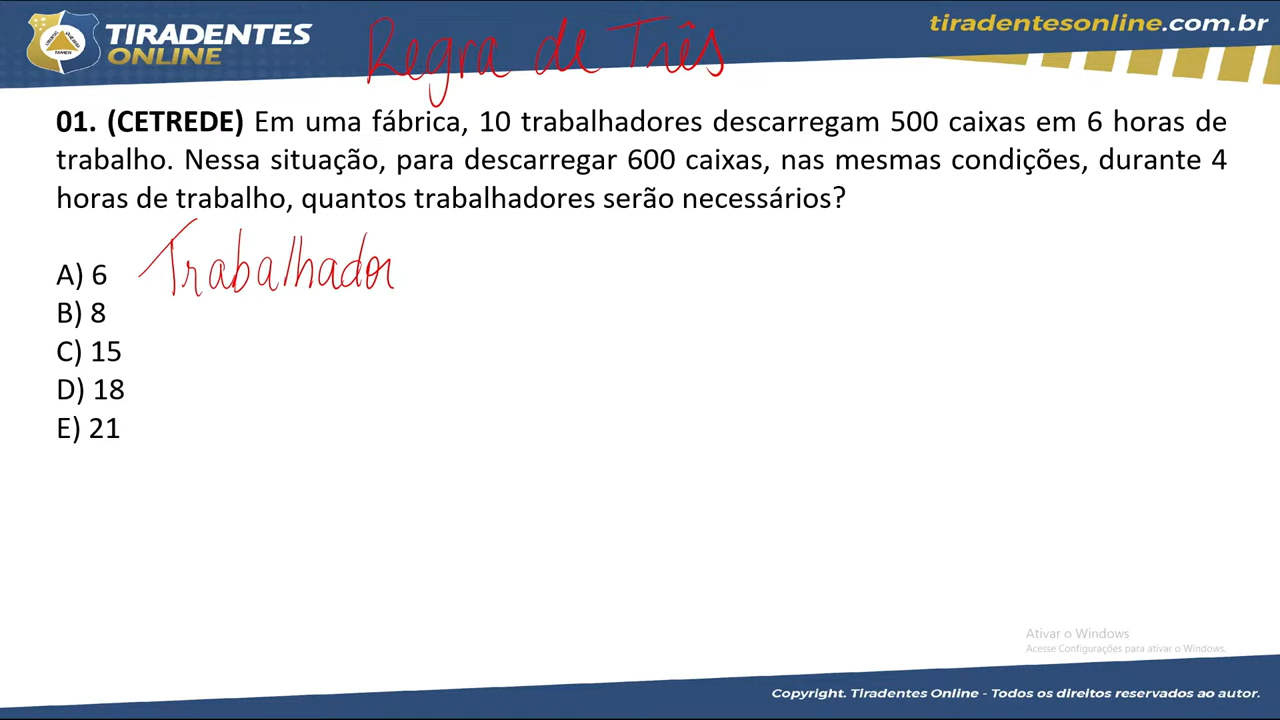 TIRADENTES
ONLINE
tiradentesonline.com.br
Regra de Três
01. (CETREDE) Em uma fábrica, 10 trabalhadores descarregam 500 caixas em 6 horas de
trabalho. Nessa situação, para descarregar 600 caixas, nas mesmas condições, durante 4
horas de trabalho, quantos trabalhadores serão necessários?
Trabalhador
A) 6
B) 8
C) 15
D) 18
E) 21
Ativar o Windows
Acesse Configurações para ativar o Windows.
Copyright. Tiradentes Online - Todos os direitos reservados ao autor.